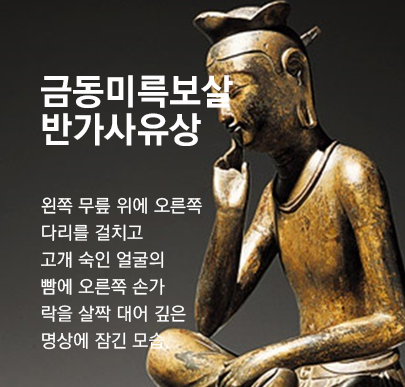 금동미륵보살
반가사유상
왼쪽 무릎 위에 오른쪽
다리를 걸치고
고개 숙인 얼굴의
뺨에 오른쪽 손가
락을 살짝 대어 깊은
명상에 잠긴 모습.